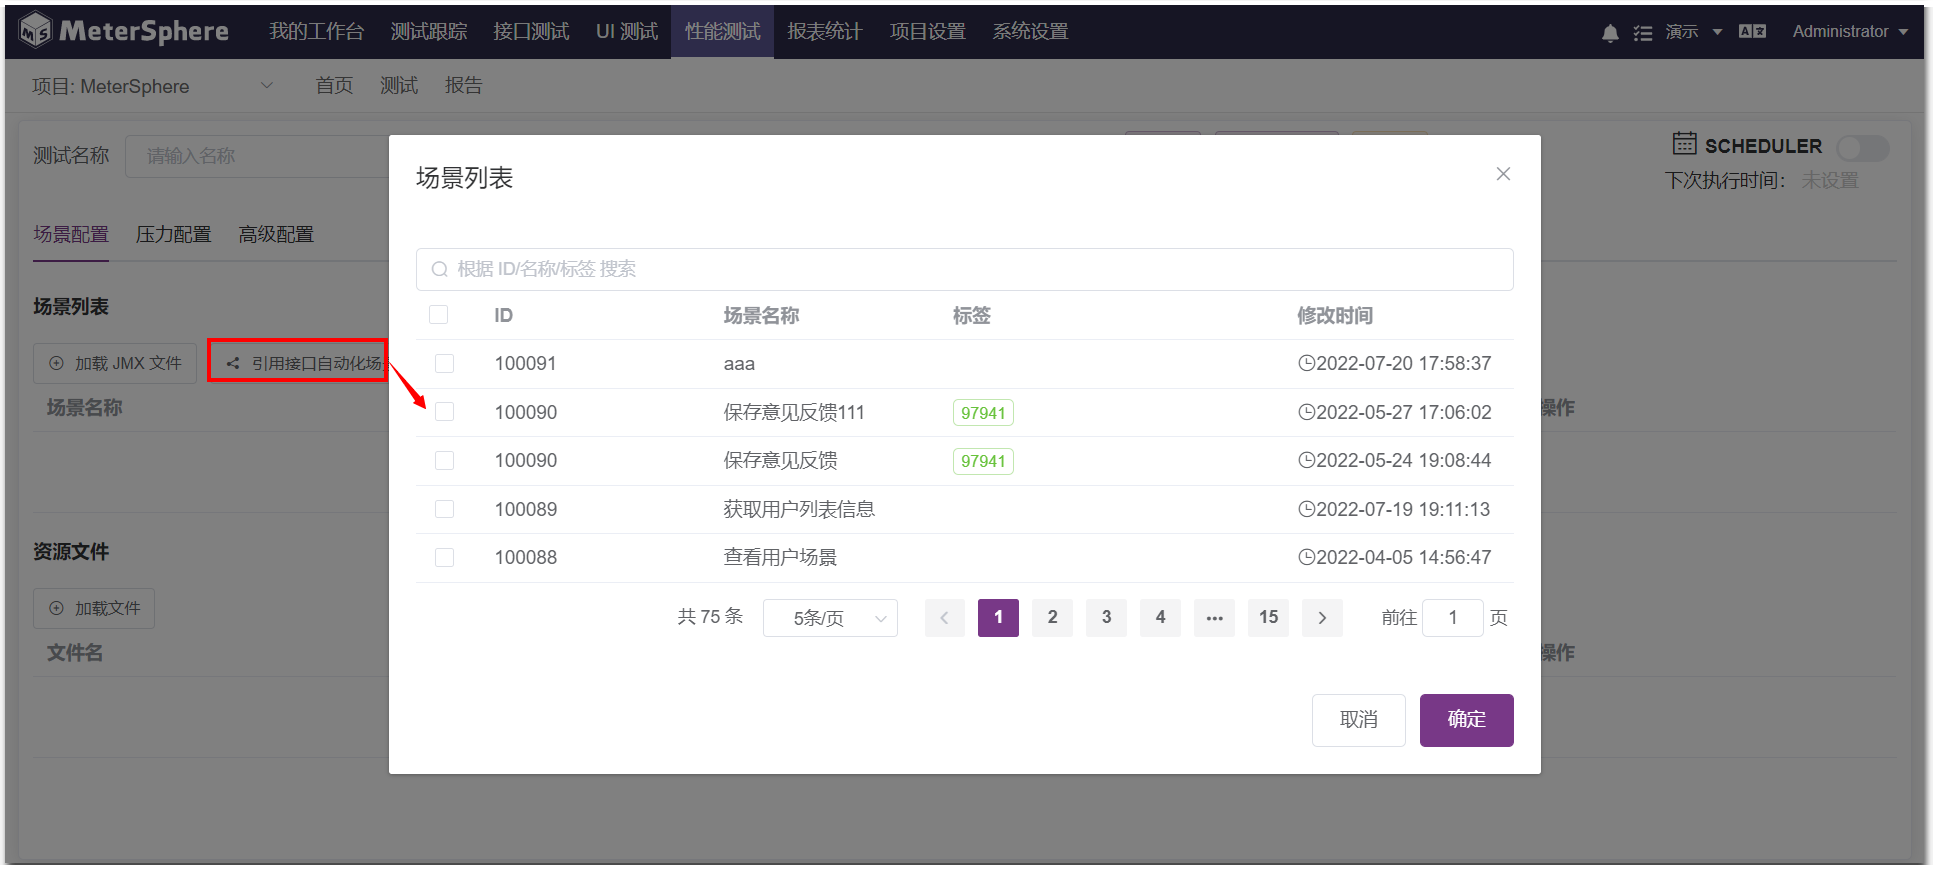 MeterSphere 我的工作台 测试跟踪 接口测试 UI 测试 性能测试 报表统计 项目设置 系统设置 演示 Administrator
项目: MeterSphere 首页 测试 报告
测试名称 请输入名称 SCHEDULER
下次执行时间： 未设置
场景配置 压力配置 高级配置
场景列表
加载 JMX 文件 引用接口自动化场
场景名称 操作
资源文件
加载文件
文件名 操作
场景列表
根据 ID/名称/标签 搜索
ID 场景名称 标签 修改时间
100091 aaa 2022-07-20 17:58:37
100090 保存意见反馈111 97941 2022-05-27 17:06:02
100090 保存意见反馈 97941 2022-05-24 19:08:44
100089 获取用户列表信息 2022-07-19 19:11:13
100088 查看用户场景 2022-04-05 14:56:47
共 75 条 5条/页 1 2 3 4 ••• 15 前往 1 页
取消 确定